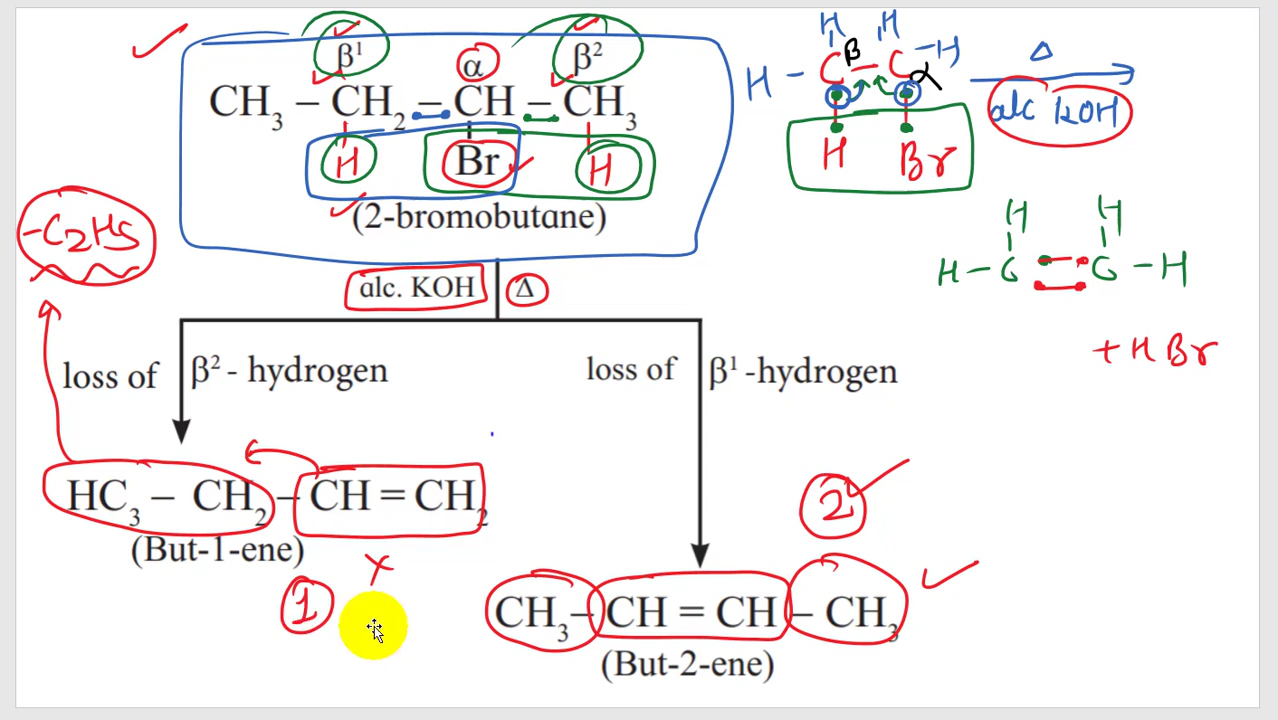 β¹ α β²
CH₃ – CH₂ – CH – CH₃
H Br H
(2-bromobutane)
-C₂H₅
alc. KOH Δ
loss of β² - hydrogen
loss of β¹ -hydrogen
HC₃ – CH₂ – CH = CH₂
(But-1-ene)
x
1
2
CH₃ – CH = CH – CH₃
(But-2-ene)
H H
H – C β – C α – H
H Br
Δ
alc KOH
H H
H – C = C – H
+ H Br